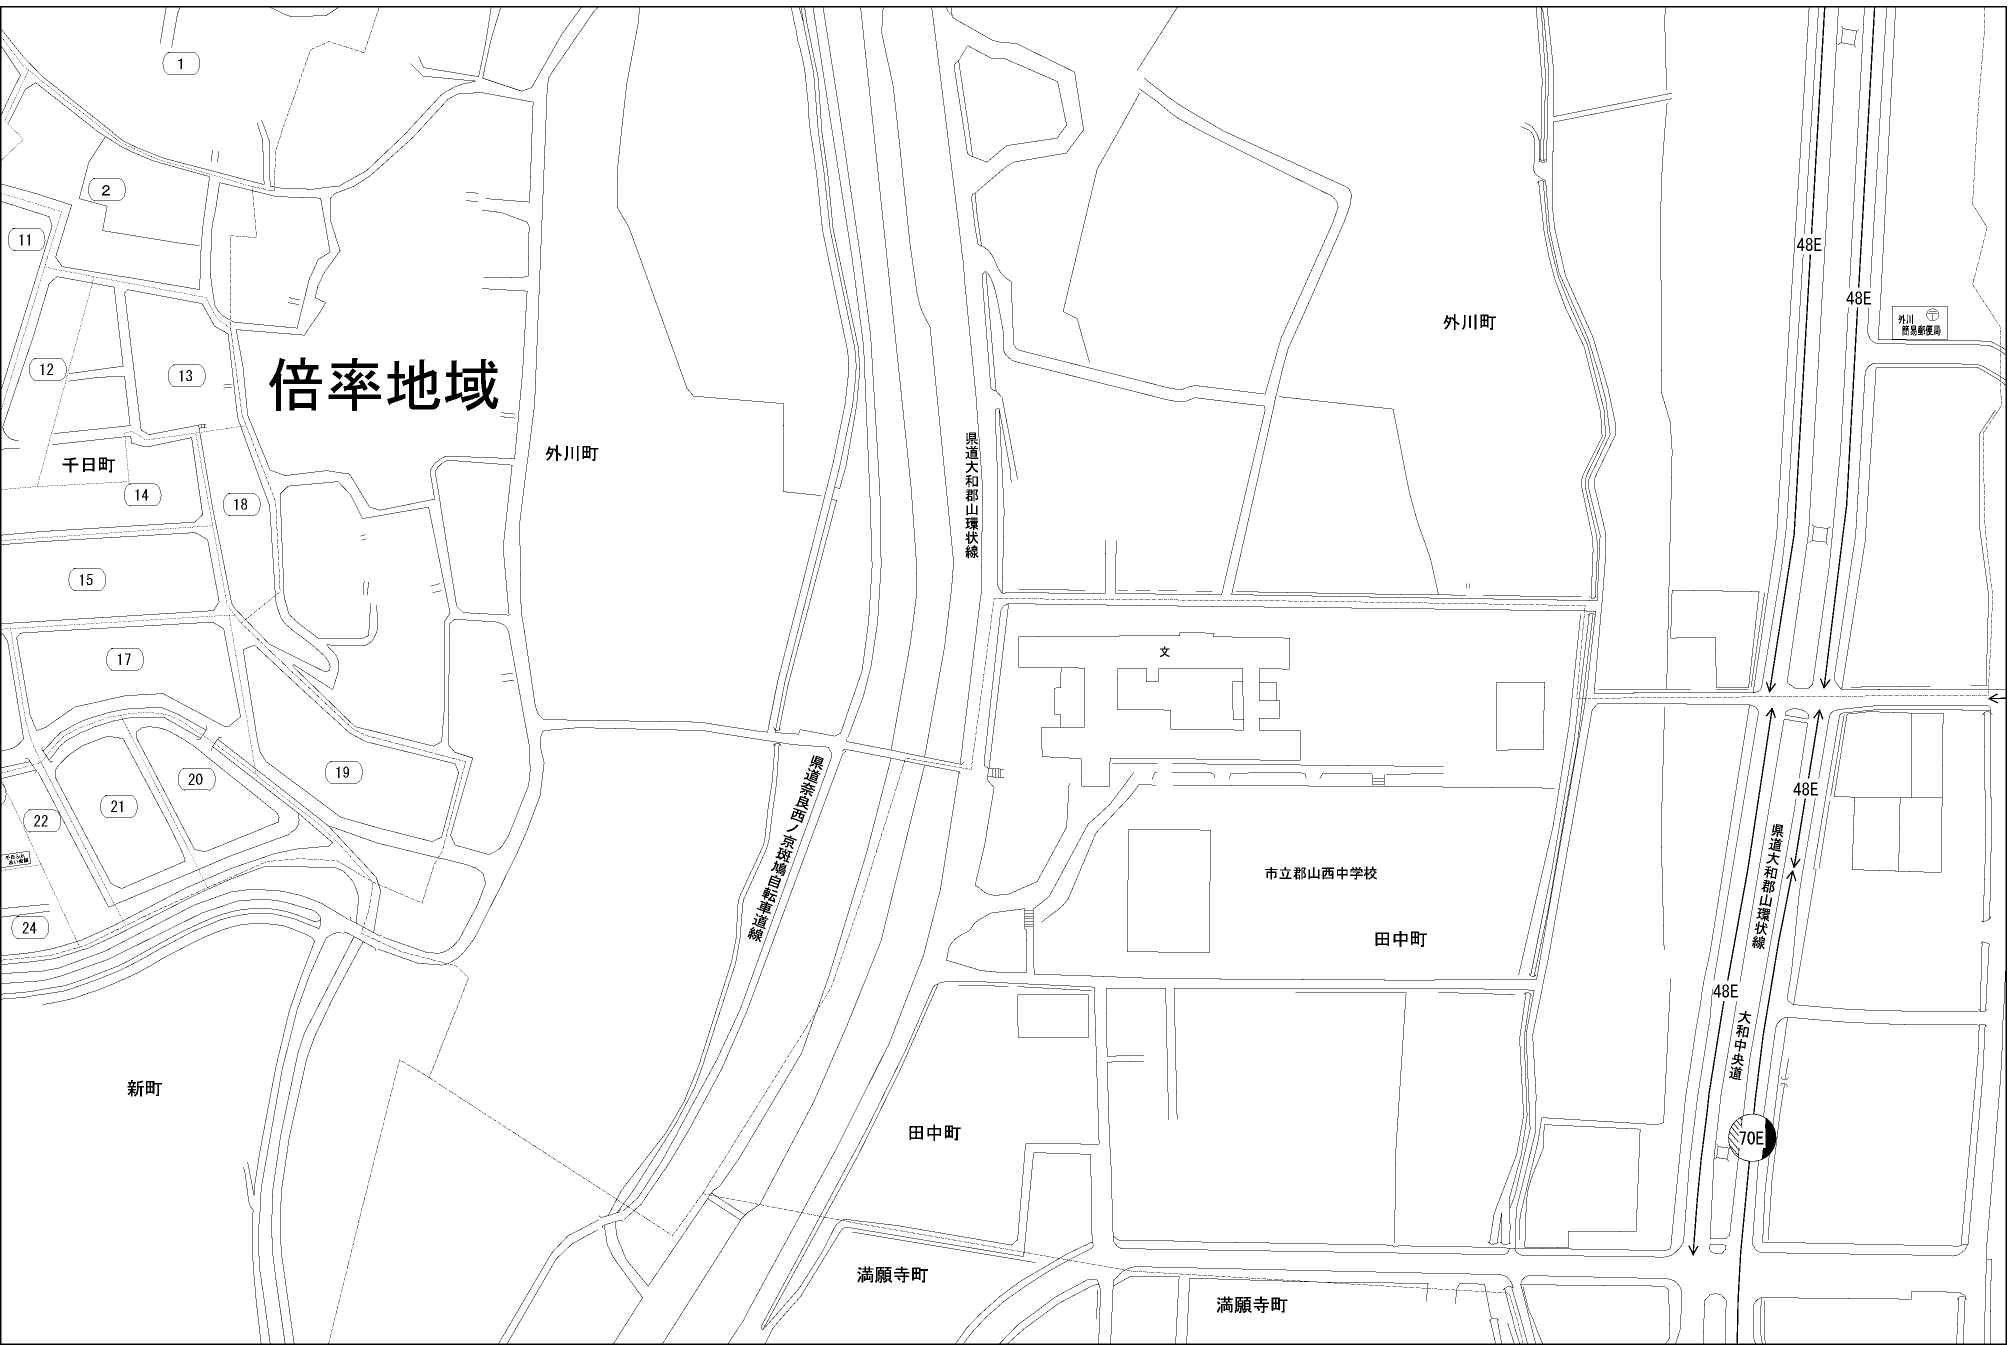 1
2
11
48E
48E
外川
簡易郵便局
外川町
12
13
倍率地域
外川町
県道大和郡山環状線
千日町
14
18
15
17
文
19
20
21
22
県道奈良西ノ京斑鳩自転車道線
48E
県道大和郡山環状線
市立郡山西中学校
24
田中町
48E
大和中央道
新町
田中町
70E
満願寺町
満願寺町